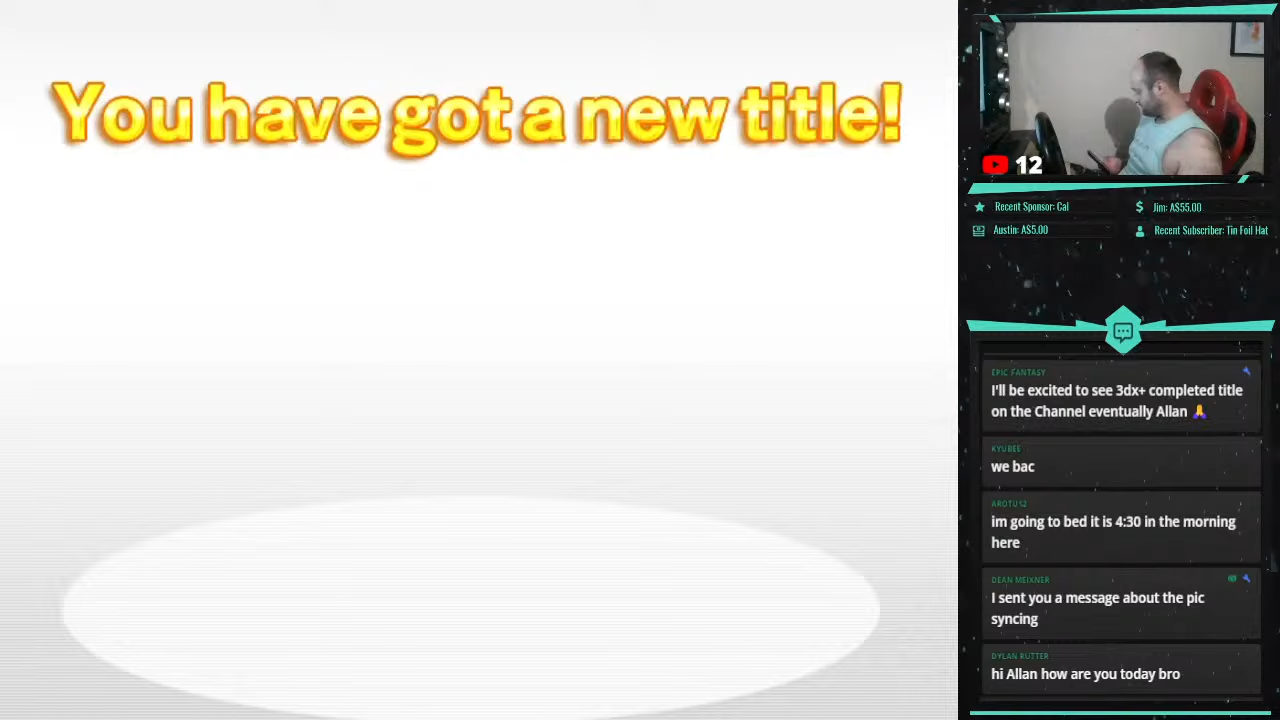 You have got a new title!
12
Recent Sponsor: Cal
Jim: A$55.00
Austin: A$5.00
Recent Subscriber: Tin Foil Hat
EPIC FANTASY
I'll be excited to see 3dx+ completed title
on the Channel eventually Allan 🙏
KYUBEE
we bac
AROTU12
im going to bed it is 4:30 in the morning
here
DEAN MEIXNER
I sent you a message about the pic
syncing
DYLAN RUTTER
hi Allan how are you today bro